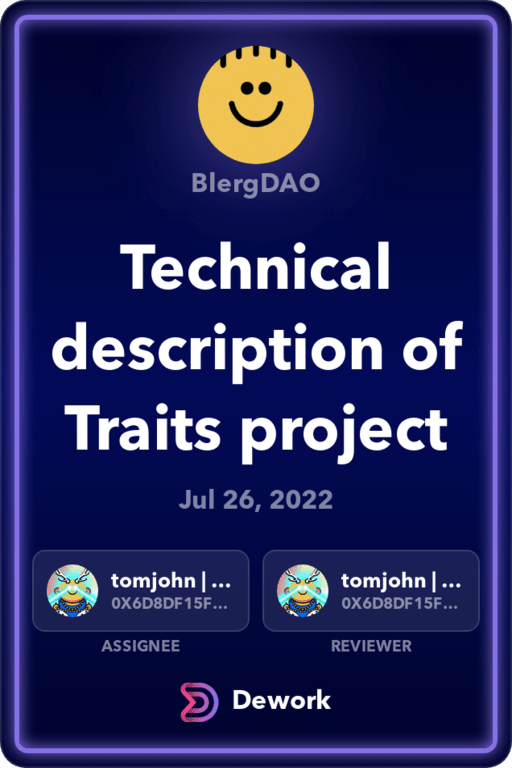 BlergDAO
Technical
description of
Traits project
Jul 26, 2022
tomjohn | ...
0X6D8DF15F...
tomjohn | ...
0X6D8DF15F...
ASSIGNEE
REVIEWER
Dework